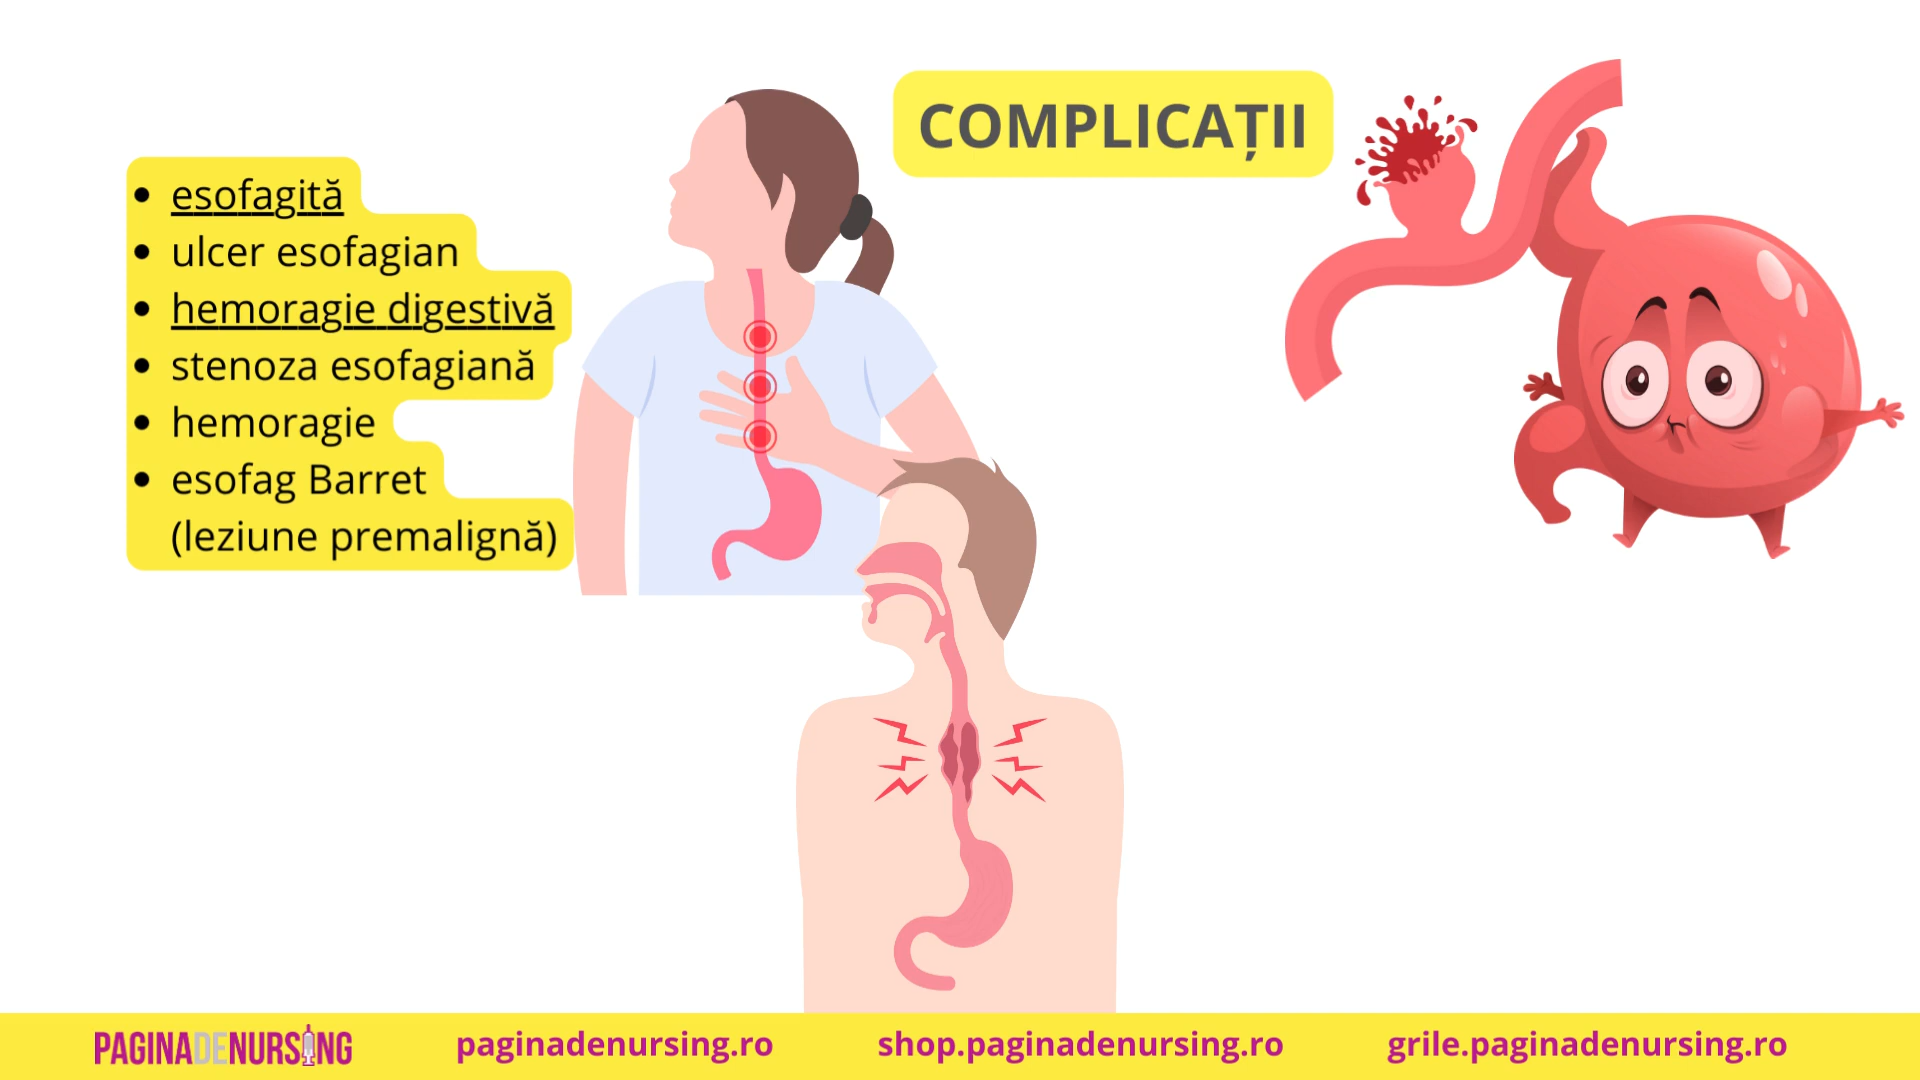 COMPLICAȚII
• esofagită
• ulcer esofagian
• hemoragie digestivă
• stenoza esofagiană
• hemoragie
• esofag Barret
(leziune premalignă)
PAGINADENURSING
paginadenursing.ro
shop.paginadenursing.ro
grile.paginadenursing.ro